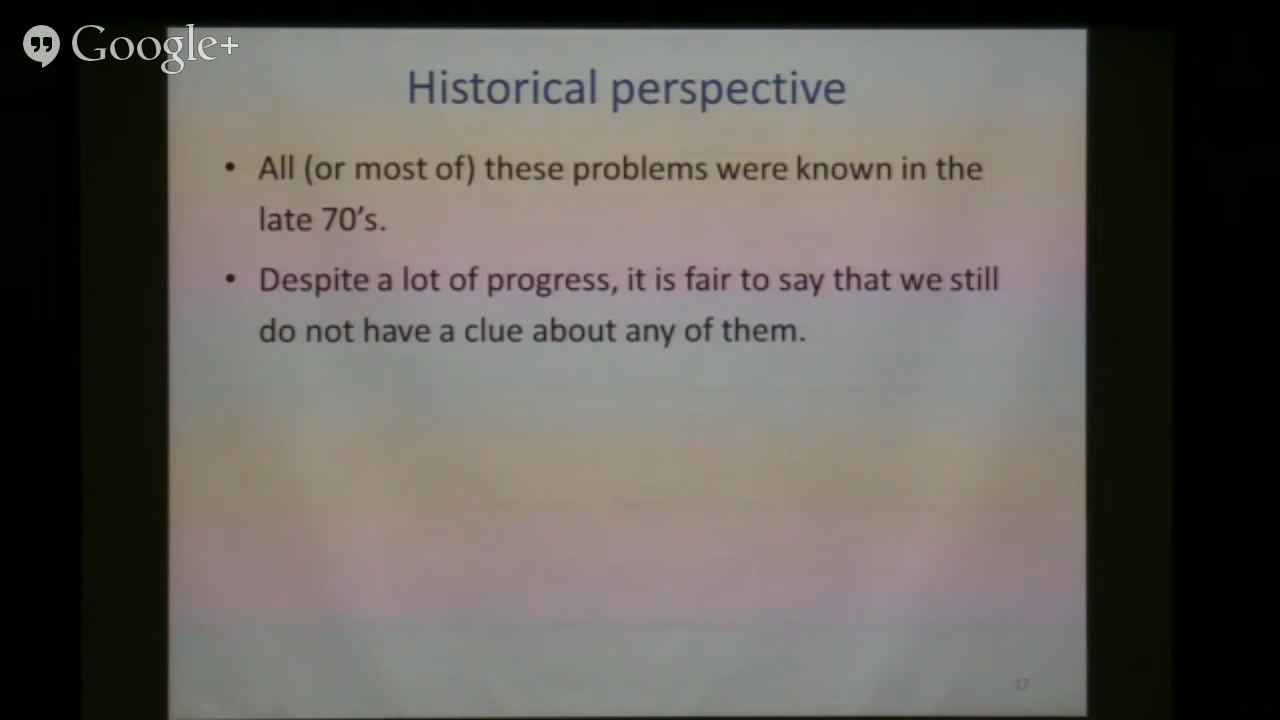 Google+
Historical perspective
• All (or most of) these problems were known in the
late 70's.
• Despite a lot of progress, it is fair to say that we still
do not have a clue about any of them.
17